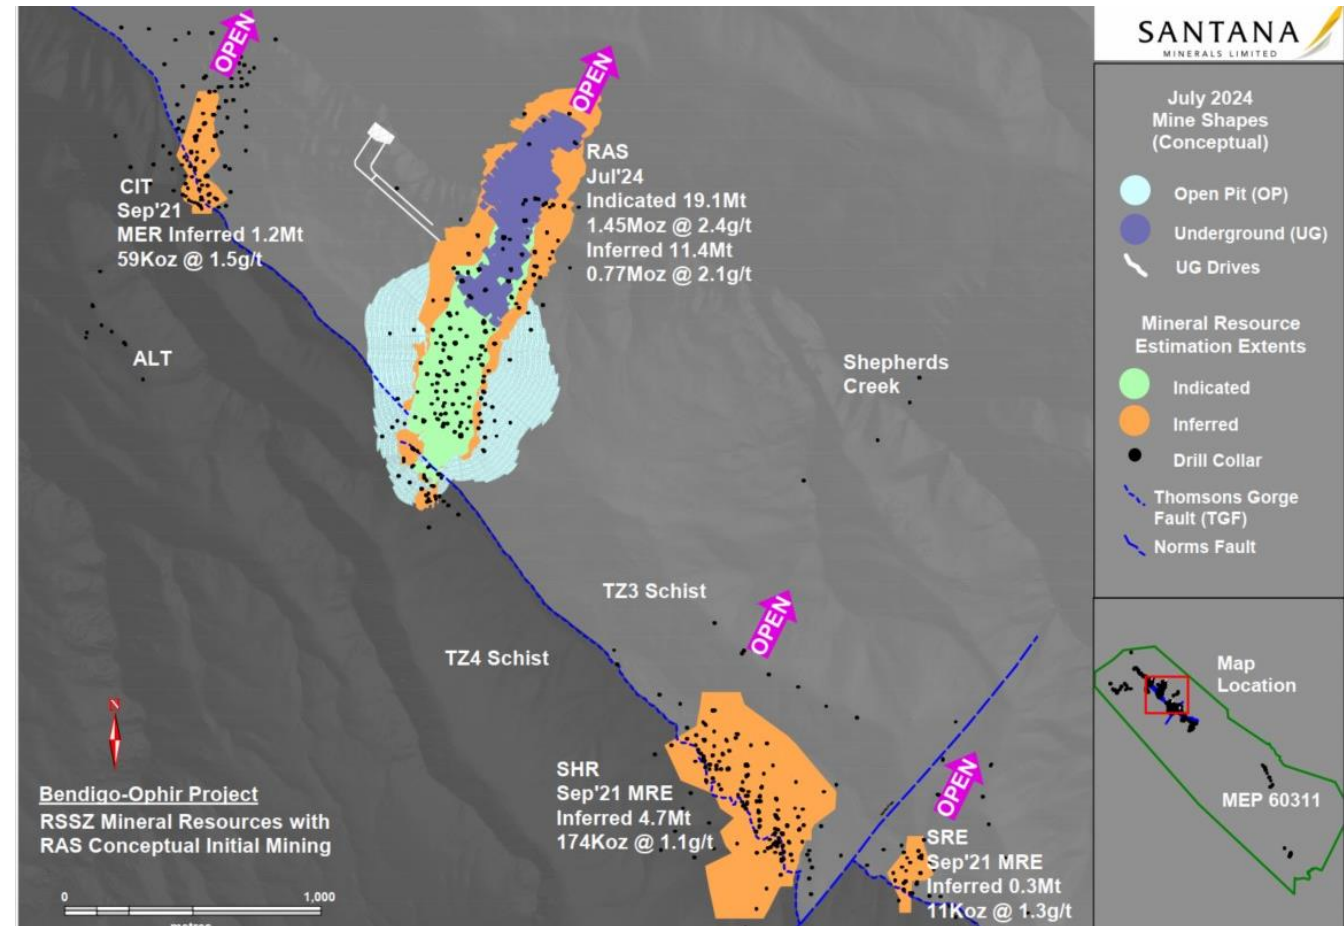 OPEN
OPEN
CIT
Sep'21
MER Inferred 1.2Mt
59Koz @ 1.5g/t
RAS
Jul'24
Indicated 19.1Mt
1.45Moz @ 2.4g/t
Inferred 11.4Mt
0.77Moz @ 2.1g/t
ALT
Shepherds
Creek
TZ3 Schist
OPEN
TZ4 Schist
N
SHR
Sep'21 MRE
Inferred 4.7Mt
174Koz @ 1.1g/t
OPEN
SRE
Sep'21 MRE
Inferred 0.3Mt
11Koz @ 1.3g/t
Bendigo-Ophir Project
RSSZ Mineral Resources with
RAS Conceptual Initial Mining
0 1,000
metres
SANTANA
MINERALS LIMITED
July 2024
Mine Shapes
(Conceptual)
Open Pit (OP)
Underground (UG)
UG Drives
Mineral Resource
Estimation Extents
Indicated
Inferred
Drill Collar
Thomsons Gorge
Fault (TGF)
Norms Fault
Map
Location
MEP 60311